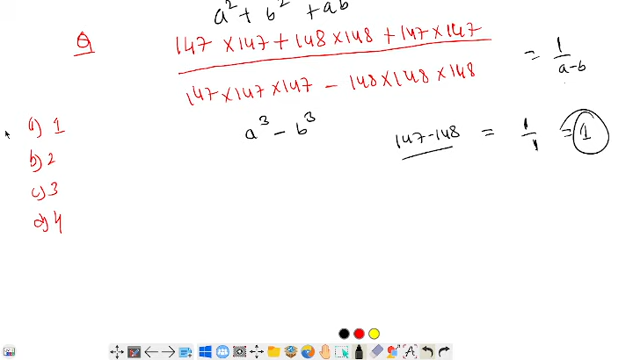 a² + b² + ab
Q
147 × 147 + 148 × 148 + 147 × 147
147 × 147 × 147 − 148 × 148 × 148
= 1/a−b
a³ − b³
147 − 148 = 1/1 = 1
a) 1
b) 2
c) 3
d) 4